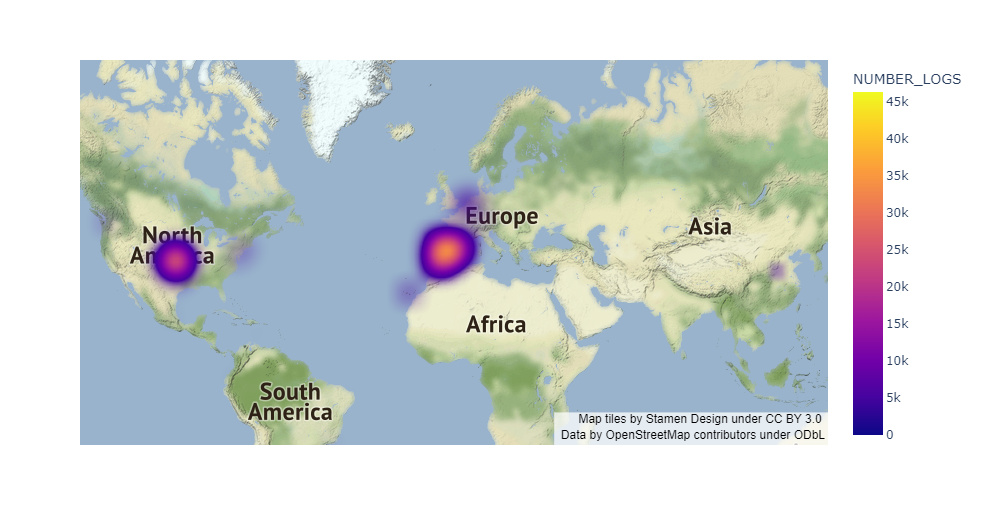 NUMBER_LOGS
45k
40k
35k
30k
25k
20k
15k
10k
5k
0
North
America
Europe
Asia
Africa
South
America
Map tiles by Stamen Design under CC BY 3.0
Data by OpenStreetMap contributors under ODbL